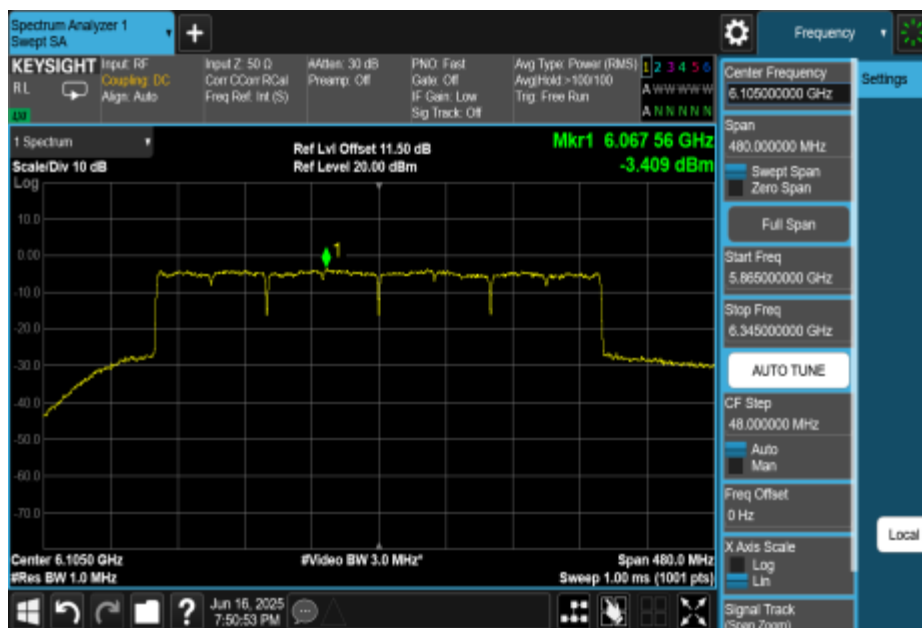 Spectrum Analyzer 1
Swept SA
Frequency
KEYSIGHT
RL
Input: RF
Coupling: DC
Align: Auto
Input Z: 50 Ω
Corr CCorr RCal
Freq Ref: Int (S)
#Atten: 30 dB
Preamp: Off
PNO: Fast
Gate: Off
IF Gain: Low
Sig Track: Off
Avg Type: Power (RMS)
Avg|Hold: >100/100
Trig: Free Run
1 2 3 4 5 6
A W W W W W
A N N N N N
1 Spectrum
Scale/Div 10 dB
Log
Ref Lvl Offset 11.50 dB
Ref Level 20.00 dBm
Mkr1 6.067 56 GHz
-3.409 dBm
10.0
0.00
-10.0
-20.0
-30.0
-40.0
-50.0
-60.0
-70.0
1
Center 6.1050 GHz
#Res BW 1.0 MHz
#Video BW 3.0 MHz*
Span 480.0 MHz
Sweep 1.00 ms (1001 pts)
Jun 16, 2025
7:50:53 PM
Center Frequency
6.105000000 GHz
Span
480.000000 MHz
Swept Span
Zero Span
Full Span
Start Freq
5.865000000 GHz
Stop Freq
6.345000000 GHz
AUTO TUNE
CF Step
48.000000 MHz
Auto
Man
Freq Offset
0 Hz
X Axis Scale
Log
Lin
Signal Track
(Span Zoom)
Settings
Local